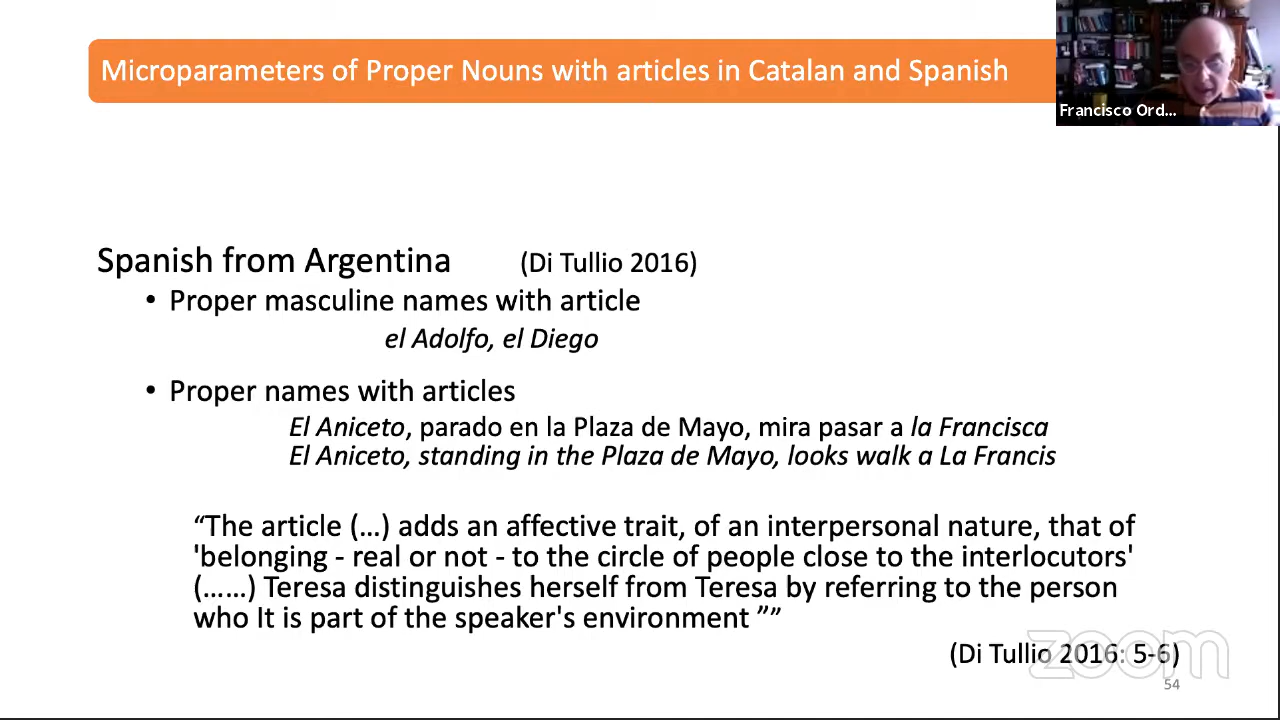 Microparameters of Proper Nouns with articles in Catalan and Spanish
Francisco Ord...
Spanish from Argentina (Di Tullio 2016)
• Proper masculine names with article
el Adolfo, el Diego
• Proper names with articles
El Aniceto, parado en la Plaza de Mayo, mira pasar a la Francisca
El Aniceto, standing in the Plaza de Mayo, looks walk a La Francis
“The article (…) adds an affective trait, of an interpersonal nature, that of
'belonging - real or not - to the circle of people close to the interlocutors'
(……) Teresa distinguishes herself from Teresa by referring to the person
who It is part of the speaker's environment ””
(Di Tullio 2016: 5-6)
zoom
54